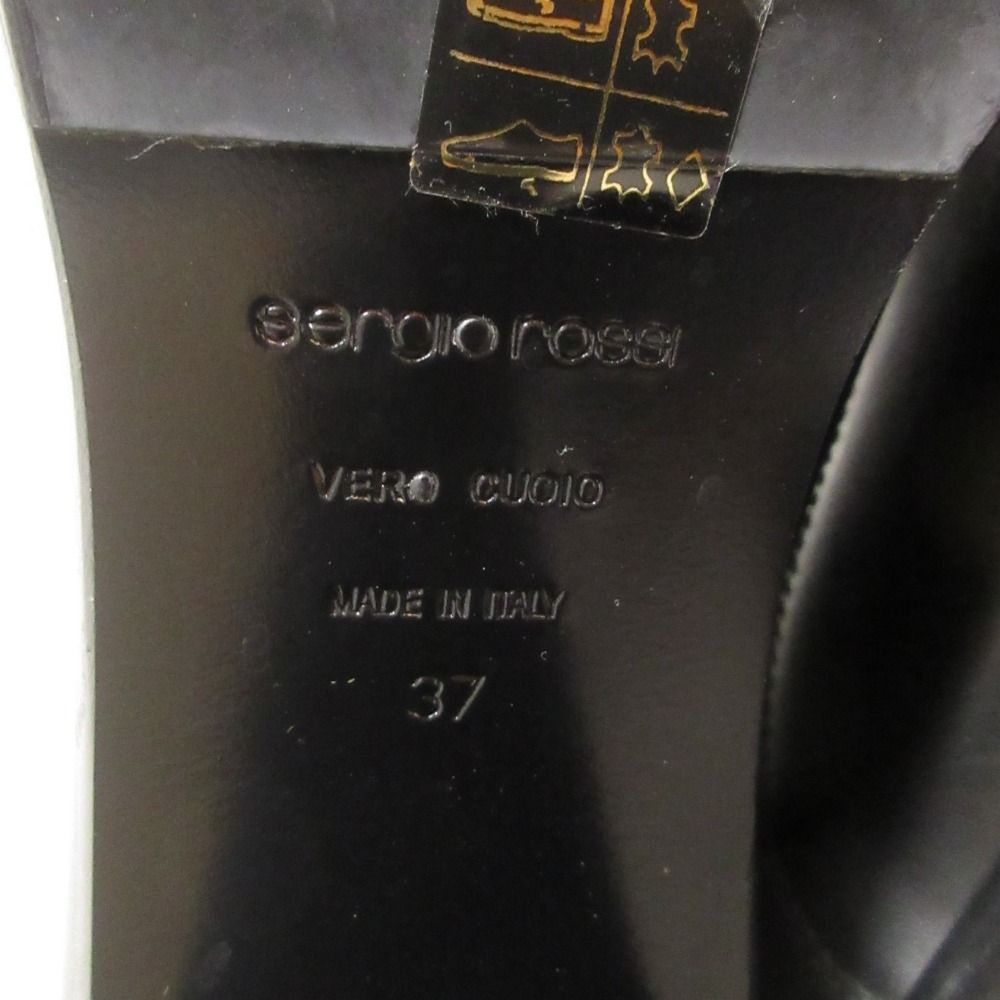 sergio rossi
VERO CUOIO
MADE IN ITALY
37